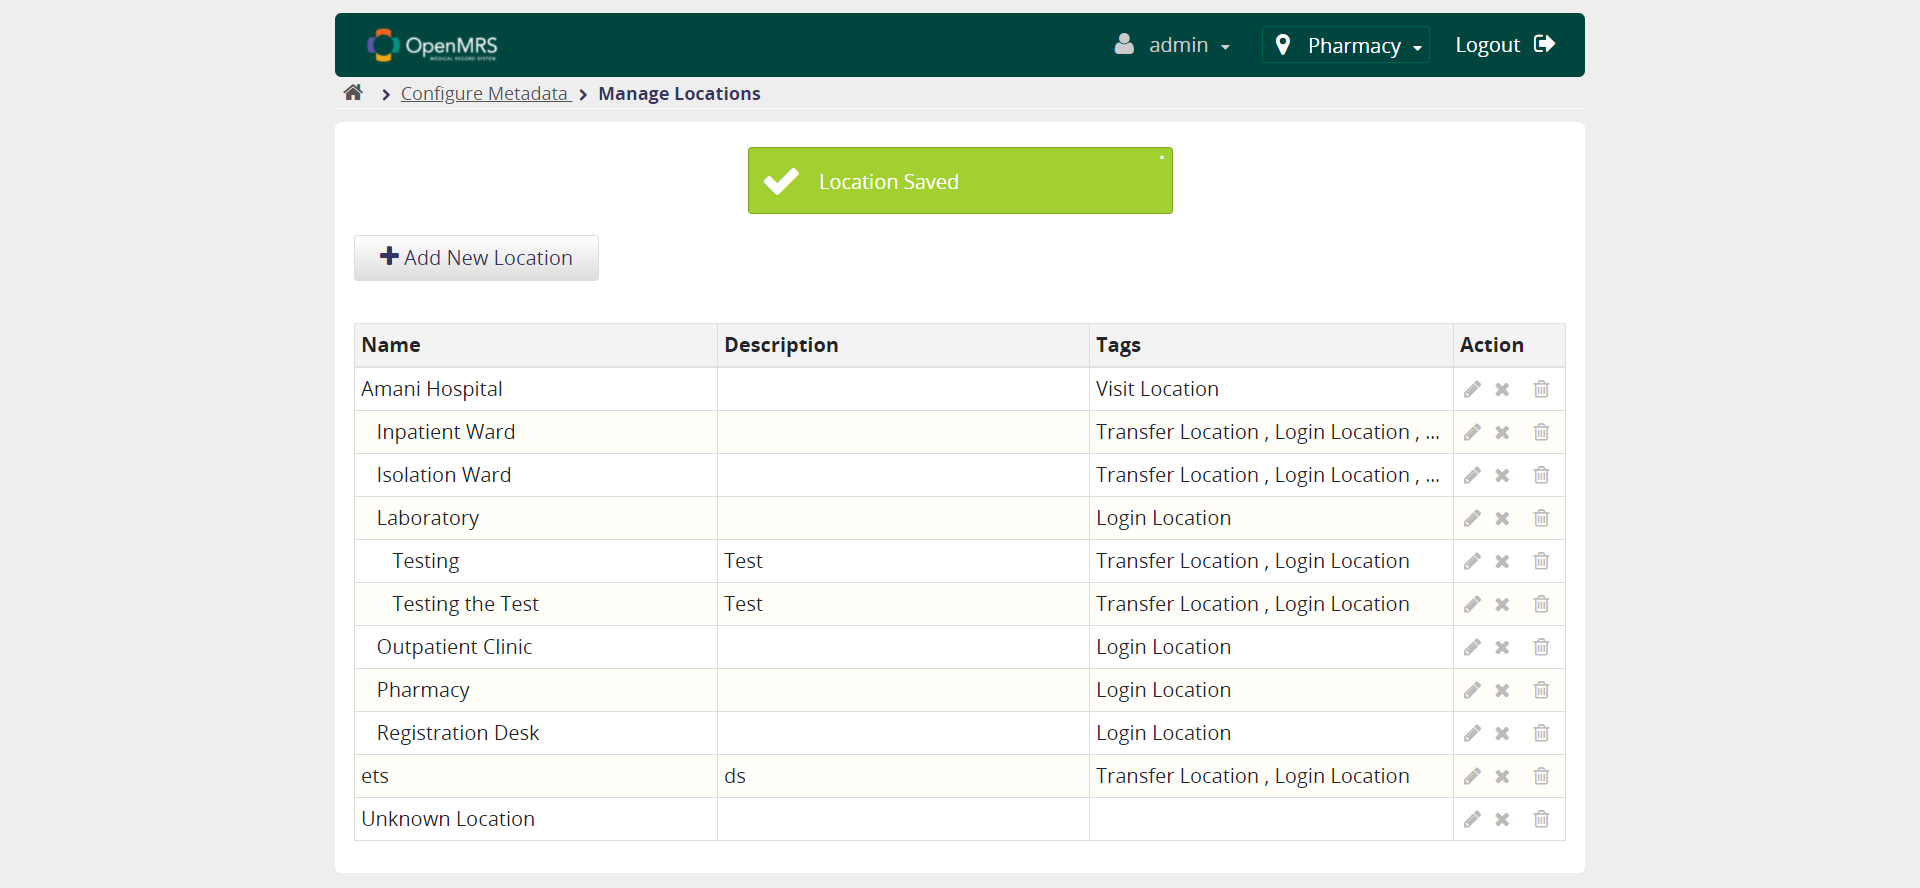 OpenMRS
MEDICAL RECORD SYSTEM
admin
Pharmacy
Logout
Configure Metadata
Manage Locations
Location Saved
Add New Location
Name Description Tags Action
Amani Hospital Visit Location
Inpatient Ward Transfer Location , Login Location , ...
Isolation Ward Transfer Location , Login Location , ...
Laboratory Login Location
Testing Test Transfer Location , Login Location
Testing the Test Test Transfer Location , Login Location
Outpatient Clinic Login Location
Pharmacy Login Location
Registration Desk Login Location
ets ds Transfer Location , Login Location
Unknown Location